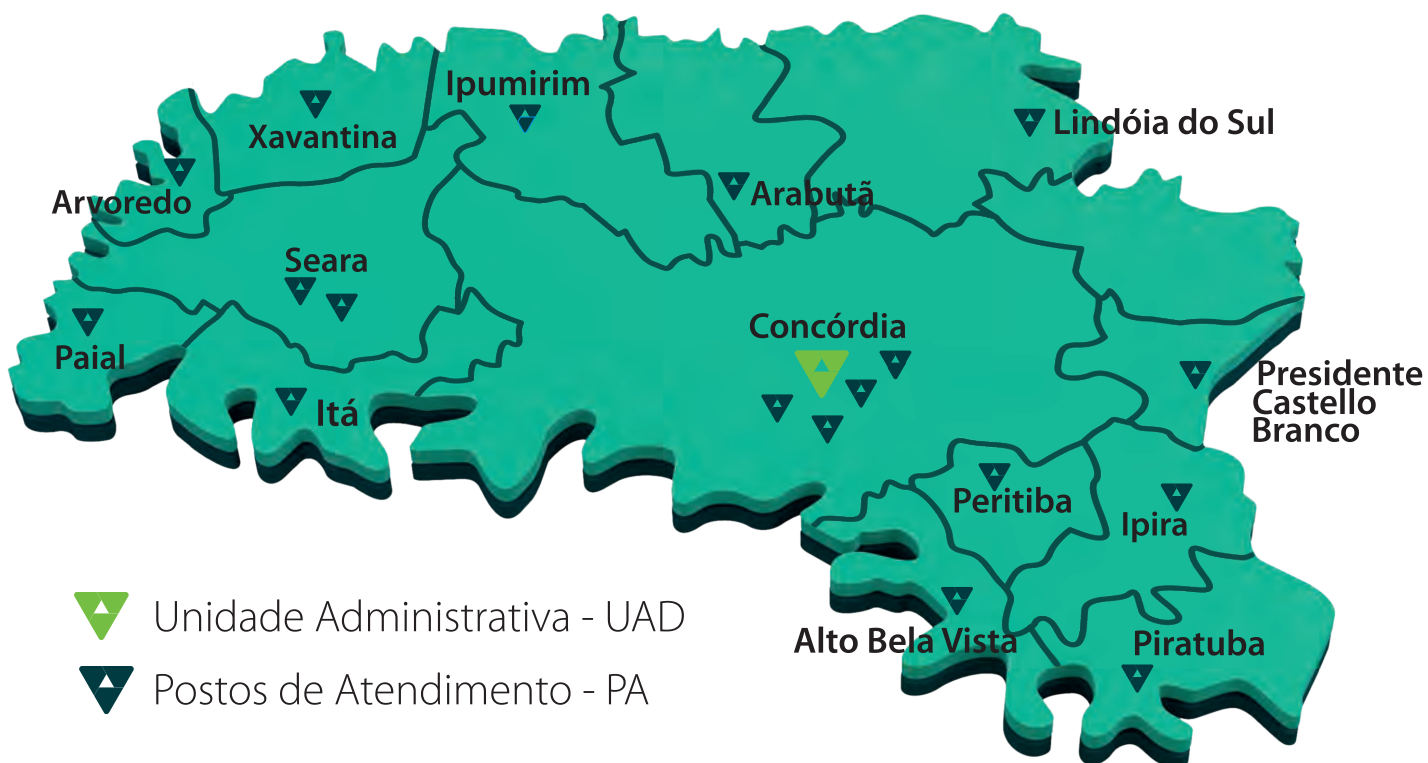 Ipumirim
Xavantina
Lindóia do Sul
Arvoredo
Arabutã
Seara
Concórdia
Paial
Itá
Presidente
Castello
Branco
Peritiba
Ipira
Alto Bela Vista
Piratuba
Unidade Administrativa - UAD
Postos de Atendimento - PA